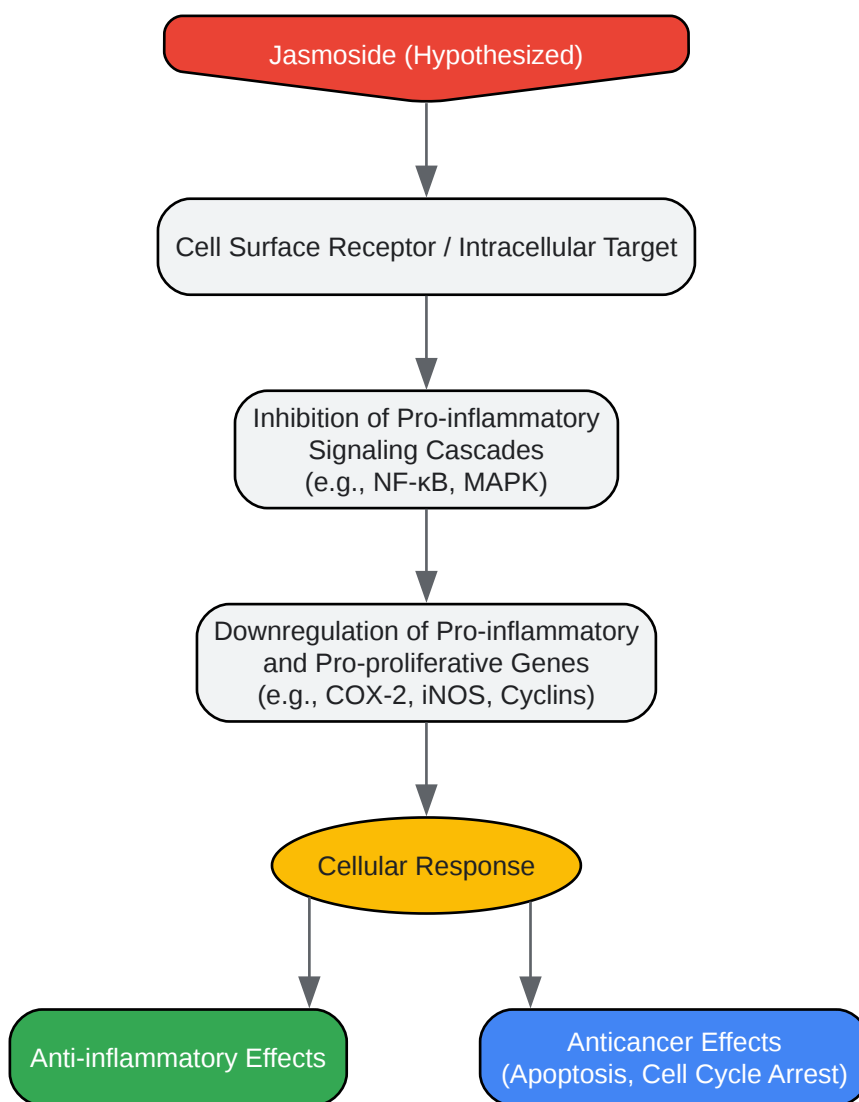 Jasmoside (Hypothesized)
Cell Surface Receptor / Intracellular Target
Inhibition of Pro-inflammatory
Signaling Cascades
(e.g., NF-κB, MAPK)
Downregulation of Pro-inflammatory
and Pro-proliferative Genes
(e.g., COX-2, iNOS, Cyclins)
Cellular Response
Anti-inflammatory Effects
Anticancer Effects
(Apoptosis, Cell Cycle Arrest)